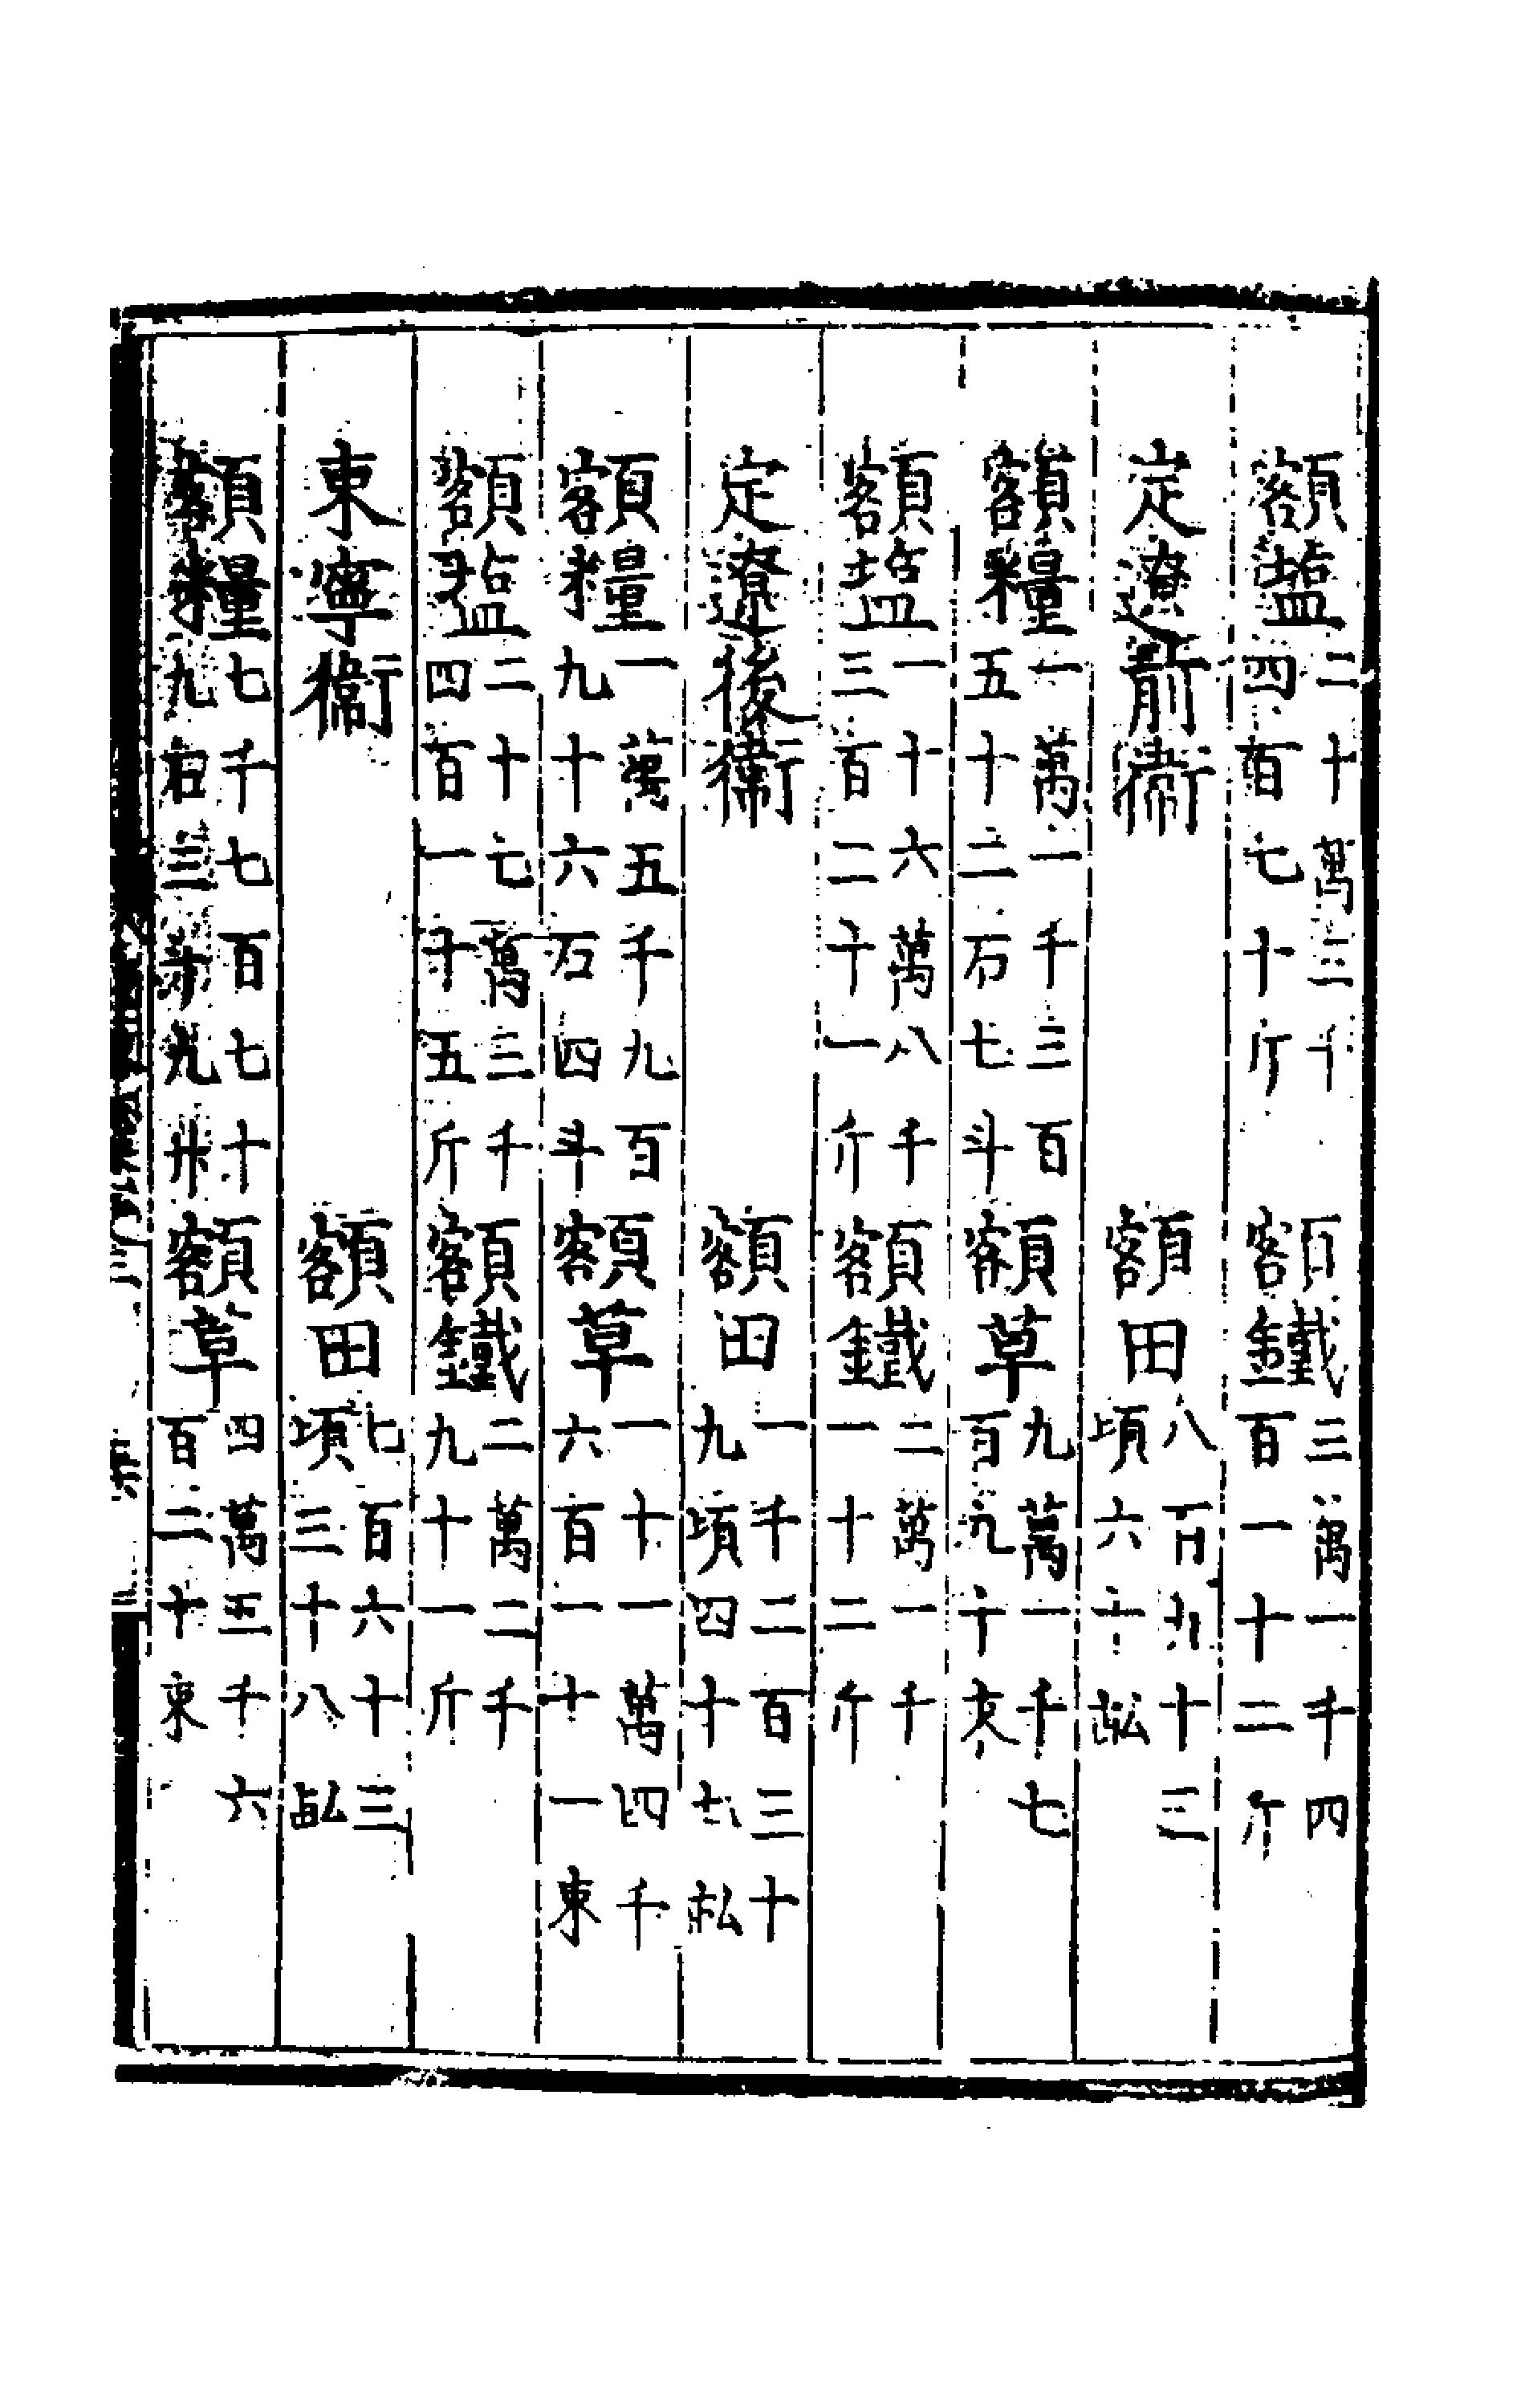 額塩二十萬三千四百七十斤　額鐵三萬一千四百一十二斤
定遼前衛　額田八百九十三頃六十畆
額糧一萬一千三百五十二石七斗　額草九萬一千七百九十束
額塩一十六萬八千三百二十一斤　額鐵二萬一千一十二斤
定遼後衛　額田一千二百三十九頃四十七畆
額糧一萬五千九百九十六石四斗　額草一十一萬四千六百一十一束
額塩二十七萬三千四百一十五斤　額鐵二萬二千九十一斤
東寧衛　額田七百六十三頃三十八畆
額糧七千七百七十九石三斗九升　額草四萬五千六百二十束